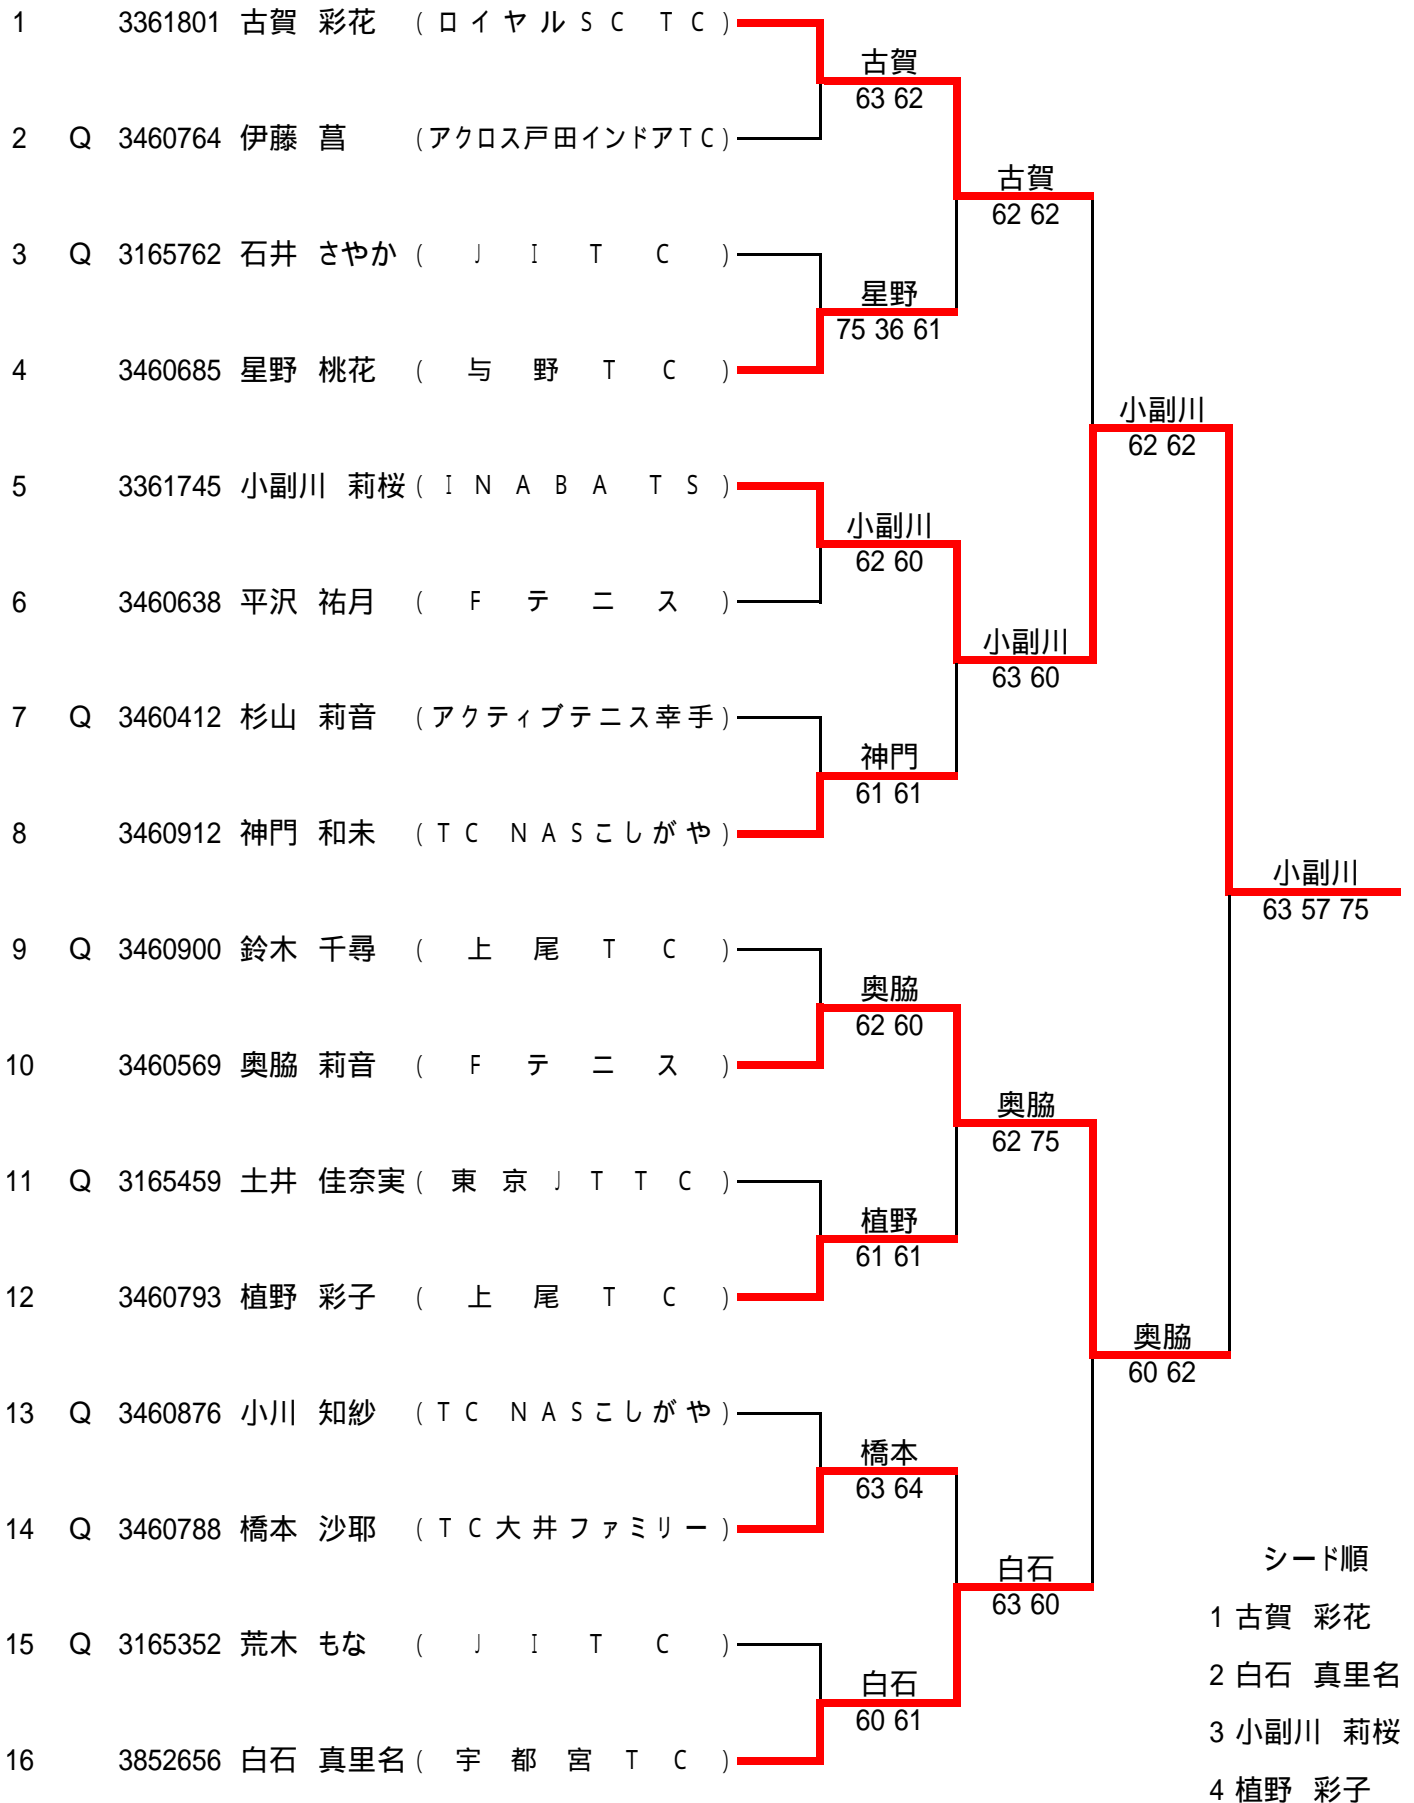 1 3361801 古賀 彩花 (ロイヤルSC TC)
古賀
63 62
2 Q 3460764 伊藤 菖 (アクロス戸田インドアTC)
古賀
62 62
3 Q 3165762 石井 さやか (JITC)
星野
75 36 61
4 3460685 星野 桃花 (与野TC)
小副川
62 62
5 3361745 小副川 莉桜 (INABA TS)
小副川
62 60
6 3460638 平沢 祐月 (Fテニス)
小副川
63 60
7 Q 3460412 杉山 莉音 (アクティブテニス幸手)
神門
61 61
8 3460912 神門 和未 (TC NASこしがや)
小副川
63 57 75
9 Q 3460900 鈴木 千尋 (上尾TC)
奥脇
62 60
10 3460569 奥脇 莉音 (Fテニス)
奥脇
62 75
11 Q 3165459 土井 佳奈実 (東京JTTC)
植野
61 61
12 3460793 植野 彩子 (上尾TC)
奥脇
60 62
13 Q 3460876 小川 知紗 (TC NASこしがや)
橋本
63 64
14 Q 3460788 橋本 沙耶 (TC大井ファミリー)
白石
63 60
15 Q 3165352 荒木 もな (JITC)
白石
60 61
16 3852656 白石 真里名 (宇都宮TC)
シード順
1 古賀 彩花
2 白石 真里名
3 小副川 莉桜
4 植野 彩子